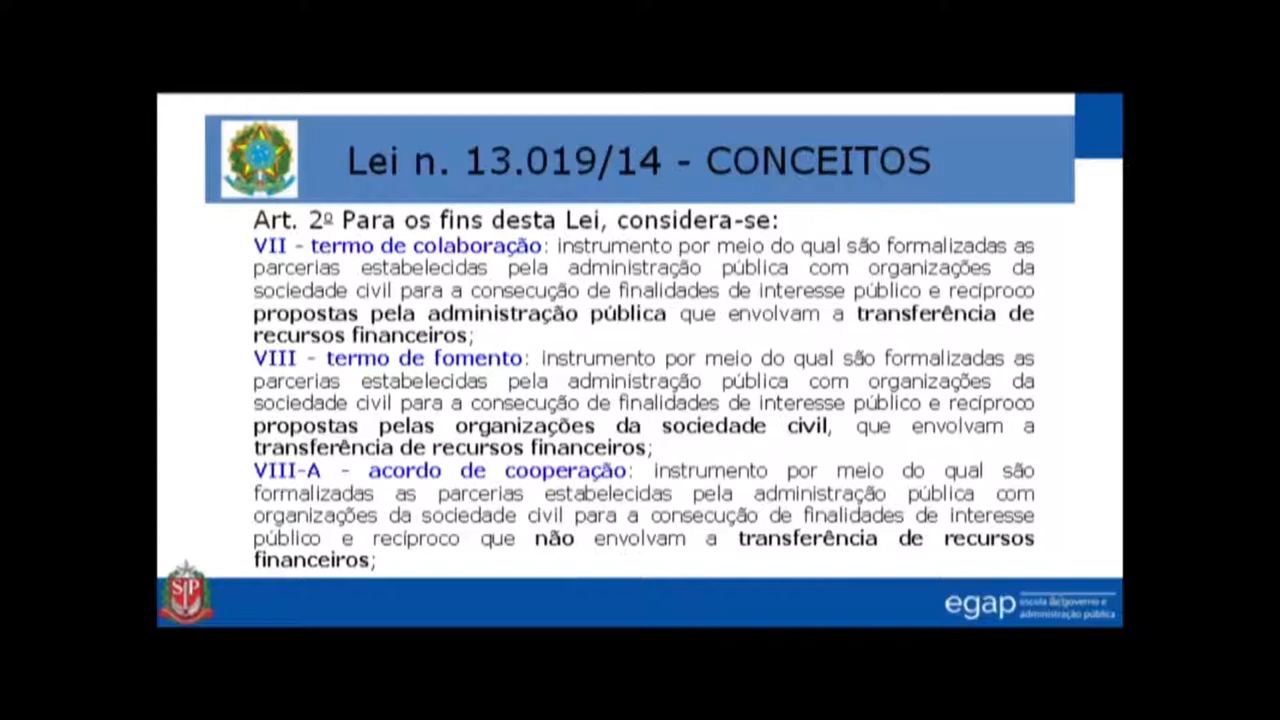 Lei n. 13.019/14 - CONCEITOS
Art. 2º Para os fins desta Lei, considera-se:
VII - termo de colaboração: instrumento por meio do qual são formalizadas as
parcerias estabelecidas pela administração pública com organizações da
sociedade civil para a consecução de finalidades de interesse público e recíproco
propostas pela administração pública que envolvam a transferência de
recursos financeiros;
VIII - termo de fomento: instrumento por meio do qual são formalizadas as
parcerias estabelecidas pela administração pública com organizações da
sociedade civil para a consecução de finalidades de interesse público e recíproco
propostas pelas organizações da sociedade civil, que envolvam a
transferência de recursos financeiros;
VIII-A - acordo de cooperação: instrumento por meio do qual são
formalizadas as parcerias estabelecidas pela administração pública com
organizações da sociedade civil para a consecução de finalidades de interesse
público e recíproco que não envolvam a transferência de recursos
financeiros;
SP
egap
escola de governo e
administração pública